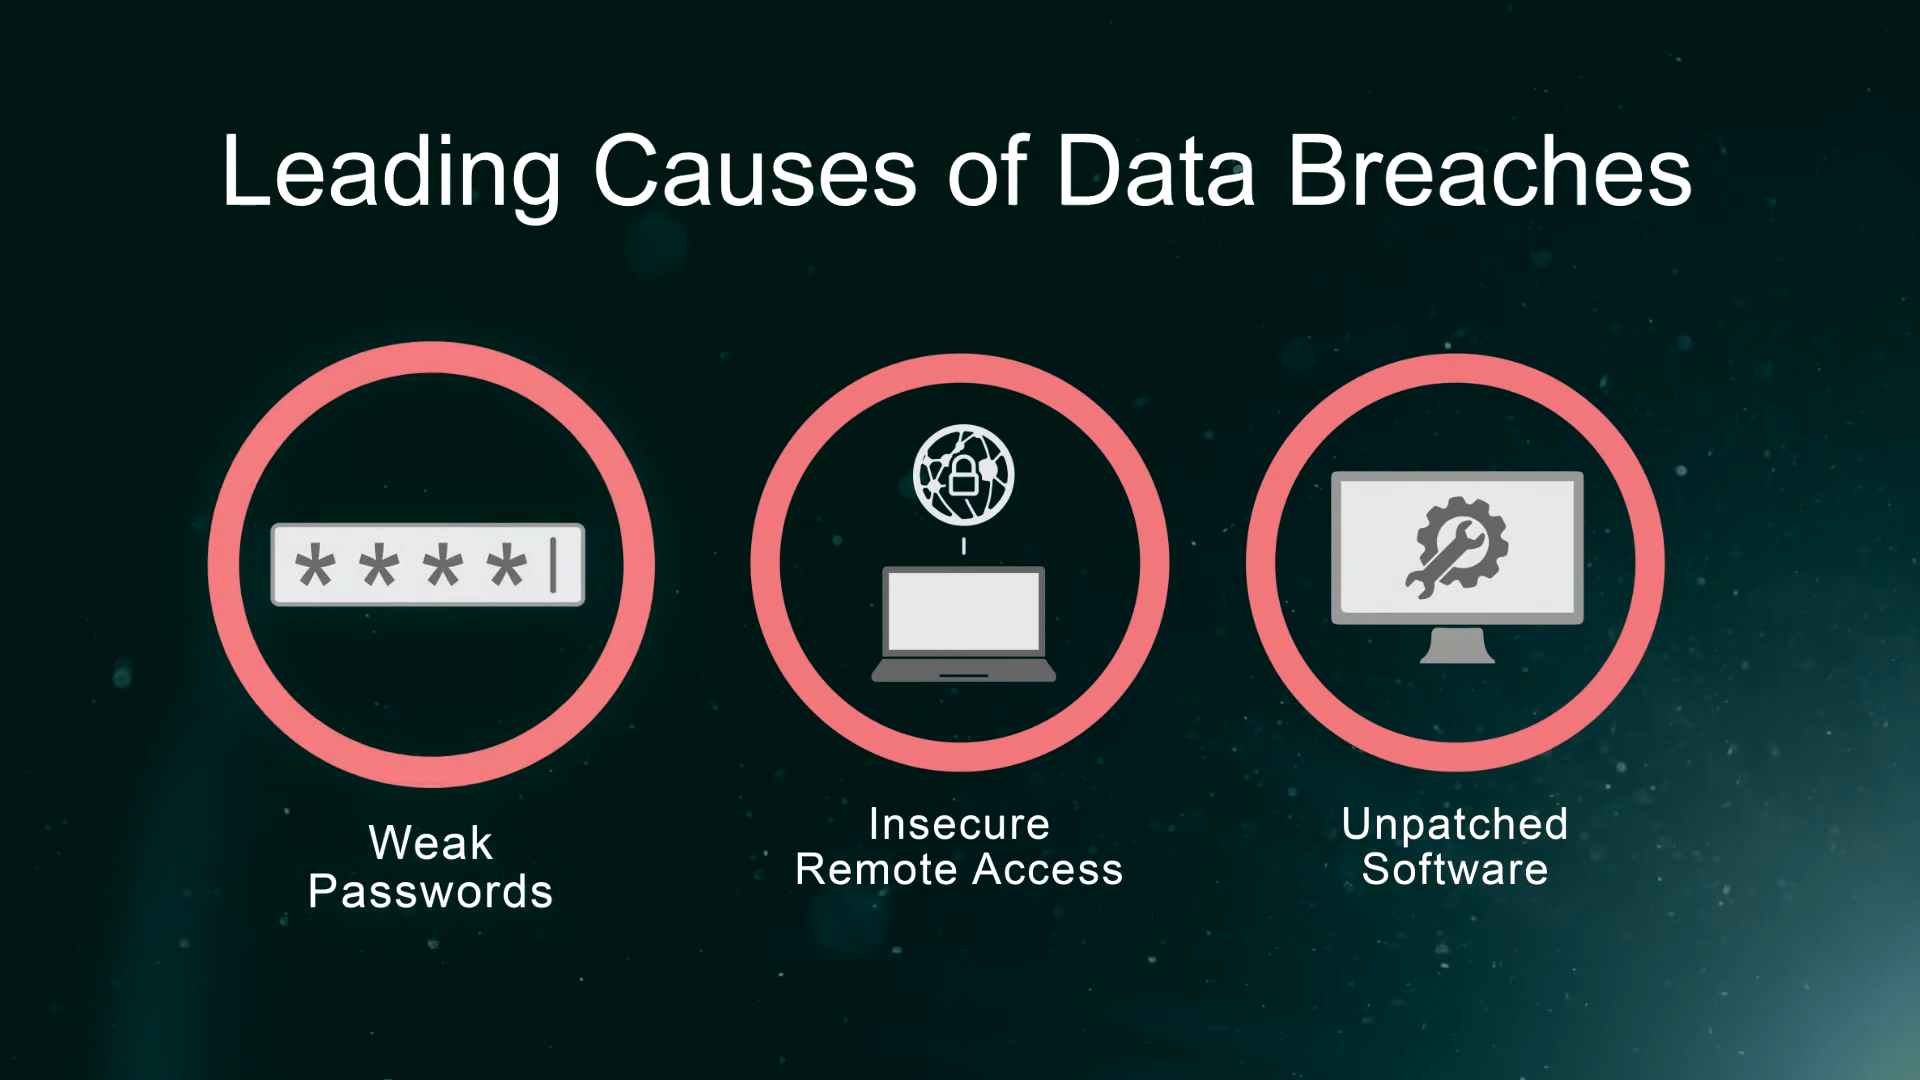 Leading Causes of Data Breaches
****|
Weak
Passwords
Insecure
Remote Access
Unpatched
Software